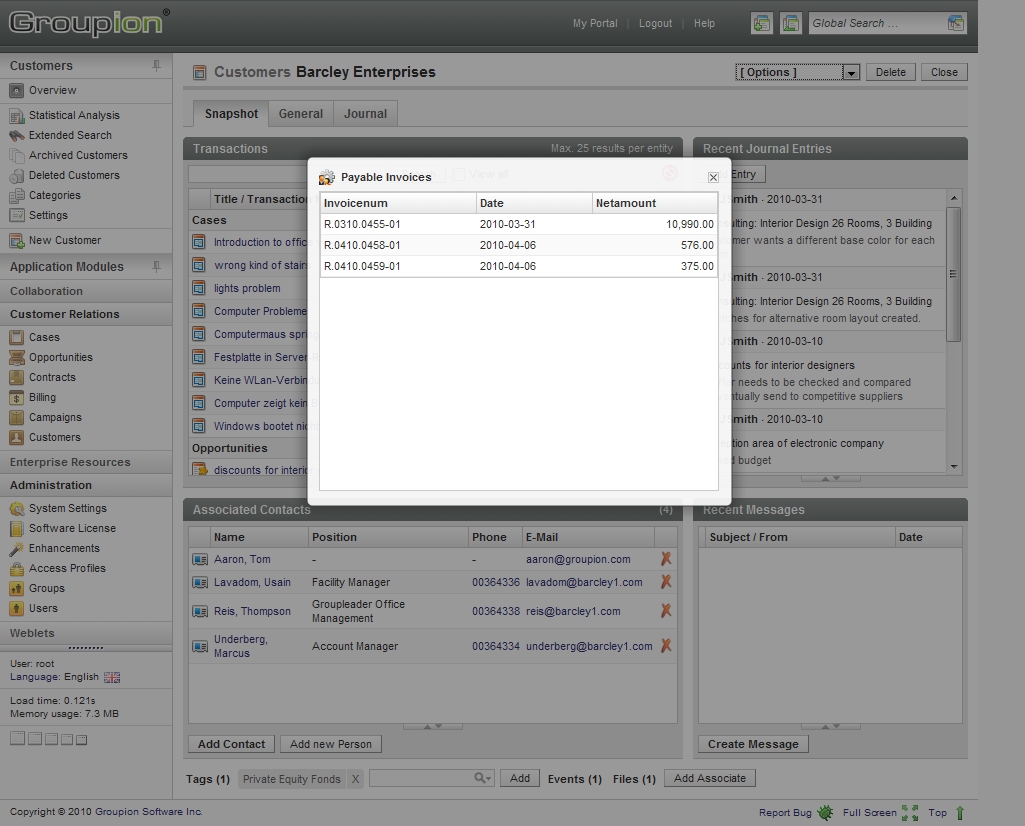 Groupion®
My Portal | Logout | Help
Global Search ...
Customers
Overview
Statistical Analysis
Extended Search
Archived Customers
Deleted Customers
Categories
Settings
New Customer
Application Modules
Collaboration
Customer Relations
Cases
Opportunities
Contracts
Billing
Campaigns
Customers
Enterprise Resources
Administration
System Settings
Software License
Enhancements
Access Profiles
Groups
Users
Weblets
User: root
Language: English
Load time: 0.121s
Memory usage: 7.3 MB
Customers Barcley Enterprises
[ Options ]
Delete
Close
Snapshot
General
Journal
Transactions
Max. 25 results per entity
View all
Title / Transaction
Cases
Introduction to office
wrong kind of stairs
lights problem
Computer Probleme
Computermaus spring
Festplatte in Server-
Keine WLan-Verbindu
Computer zeigt kein
Windows bootet nich
Opportunities
discounts for interior
Payable Invoices
Invoicenum Date Netamount
R.0310.0455-01 2010-03-31 10,990.00
R.0410.0458-01 2010-04-06 576.00
R.0410.0459-01 2010-04-06 375.00
Recent Journal Entries
Entry
Smith · 2010-03-31
ulting: Interior Design 26 Rooms, 3 Building
mer wants a different base color for each
Smith · 2010-03-31
ulting: Interior Design 26 Rooms, 3 Building
hes for alternative room layout created.
Smith · 2010-03-10
ounts for interior designers
er needs to be checked and compared
entually send to competitive suppliers
Smith · 2010-03-10
tion area of electronic company
d budget
Associated Contacts (4)
Name Position Phone E-Mail
Aaron, Tom - - aaron@groupion.com
Lavadom, Usain Facility Manager 00364336 lavadom@barcley1.com
Reis, Thompson Groupleader Office Management 00364338 reis@barcley1.com
Underberg, Marcus Account Manager 00364334 underberg@barcley1.com
Add Contact
Add new Person
Recent Messages
Subject / From Date
Create Message
Tags (1) Private Equity Fonds X
Add
Events (1) Files (1) Add Associate
Copyright © 2010 Groupion Software Inc.
Report Bug
Full Screen
Top